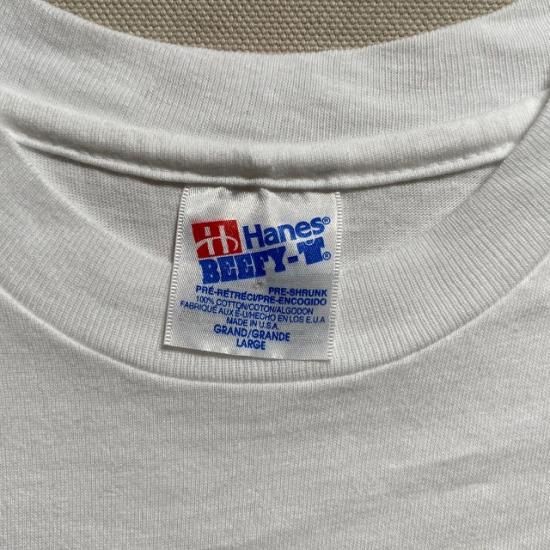 Hanes®
BEEFY-T®
PRE-SHRUNK
PRÉ-RÉTRÉCI/PRE-ENCOGIDO
100% COTTON/COTON/ALGODON
FABRIQUÉ AUX É-U/HECHO EN LOS E.U.A
MADE IN U.S.A.
GRAND/GRANDE
LARGE